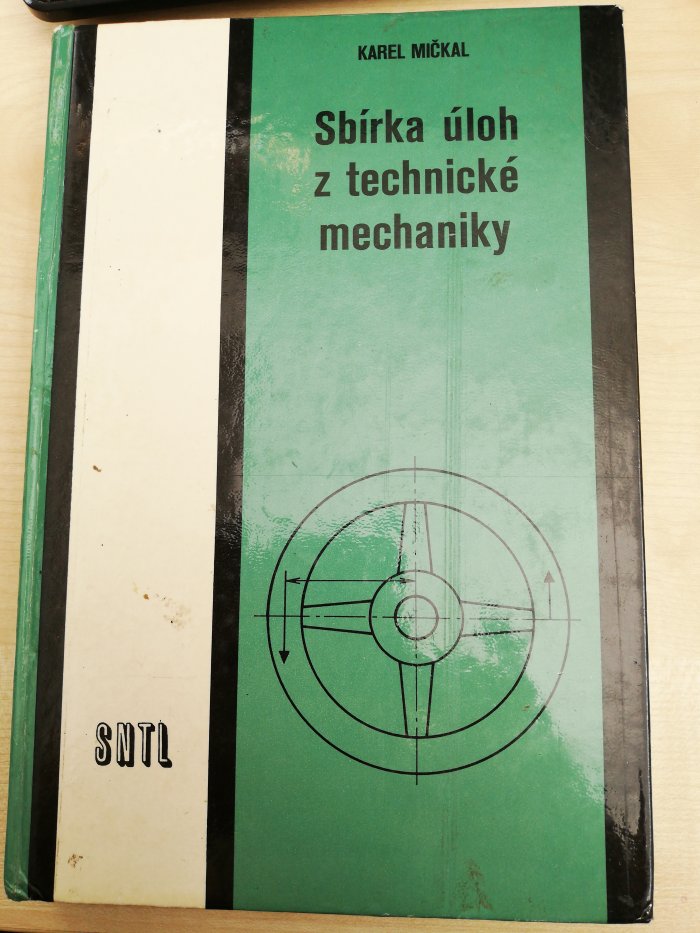 KAREL MIČKAL
Sbírka úloh
z technické
mechaniky
SNTL